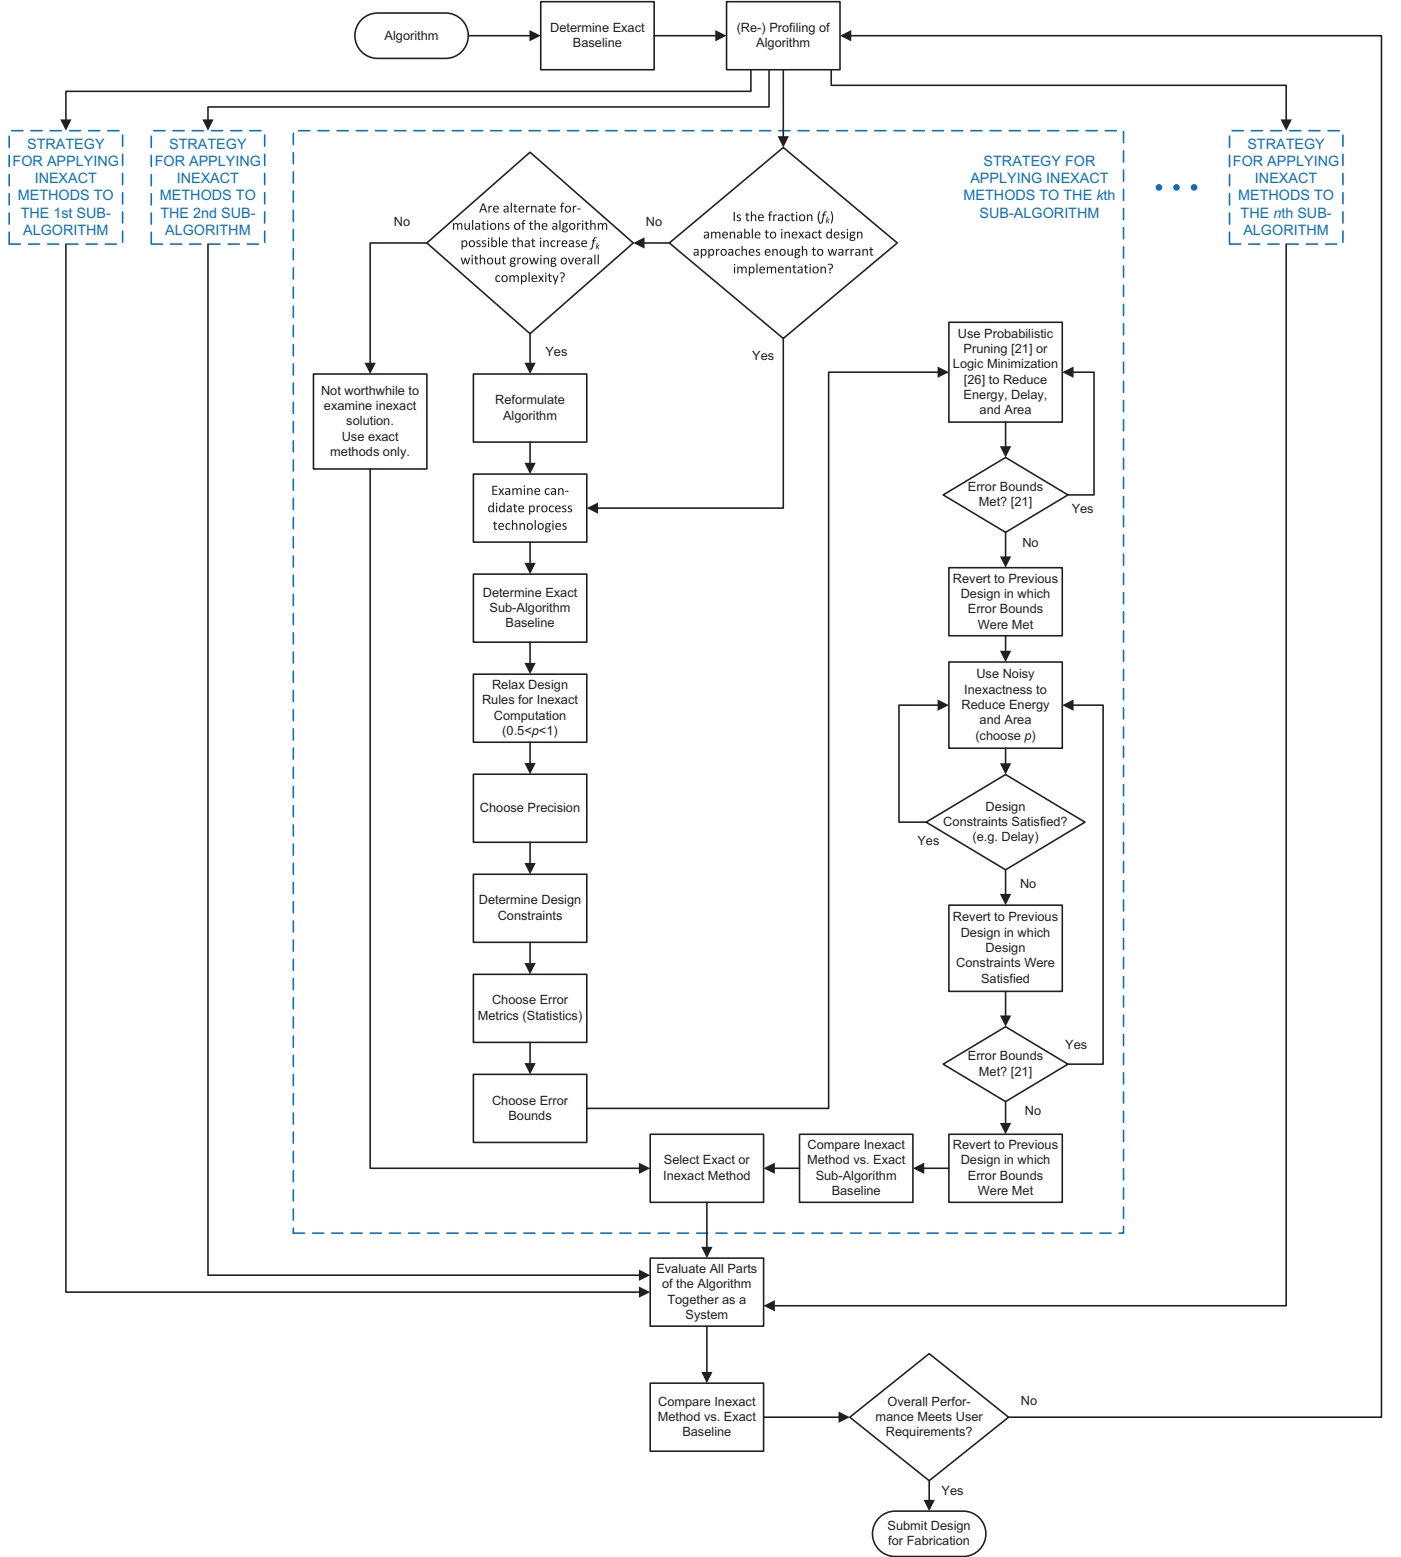 Algorithm
Determine Exact
Baseline
(Re-) Profiling of
Algorithm
STRATEGY
FOR APPLYING
INEXACT
METHODS TO
THE 1st SUB-
ALGORITHM
STRATEGY
FOR APPLYING
INEXACT
METHODS TO
THE 2nd SUB-
ALGORITHM
STRATEGY FOR
APPLYING INEXACT
METHODS TO THE kth
SUB-ALGORITHM
STRATEGY
FOR APPLYING
INEXACT
METHODS TO
THE nth SUB-
ALGORITHM
Is the fraction (fk)
amenable to inexact design
approaches enough to warrant
implementation?
No
Yes
Are alternate for-
mulations of the algorithm
possible that increase fk
without growing overall
complexity?
No
Yes
Not worthwhile to
examine inexact
solution.
Use exact
methods only.
Reformulate
Algorithm
Examine can-
didate process
technologies
Determine Exact
Sub-Algorithm
Baseline
Relax Design
Rules for Inexact
Computation
(0.5<p<1)
Choose Precision
Determine Design
Constraints
Choose Error
Metrics (Statistics)
Choose Error
Bounds
Use Probabilistic
Pruning [21] or
Logic Minimization
[26] to Reduce
Energy, Delay,
and Area
Error Bounds
Met? [21]
Yes
No
Revert to Previous
Design in which
Error Bounds
Were Met
Use Noisy
Inexactness to
Reduce Energy
and Area
(choose p)
Design
Constraints Satisfied?
(e.g. Delay)
Yes
No
Revert to Previous
Design in which
Design
Constraints Were
Satisfied
Error Bounds
Met? [21]
Yes
No
Revert to Previous
Design in which
Error Bounds
Were Met
Compare Inexact
Method vs. Exact
Sub-Algorithm
Baseline
Select Exact or
Inexact Method
Evaluate All Parts
of the Algorithm
Together as a
System
Compare Inexact
Method vs. Exact
Baseline
Overall Perfor-
mance Meets User
Requirements?
No
Yes
Submit Design
for Fabrication